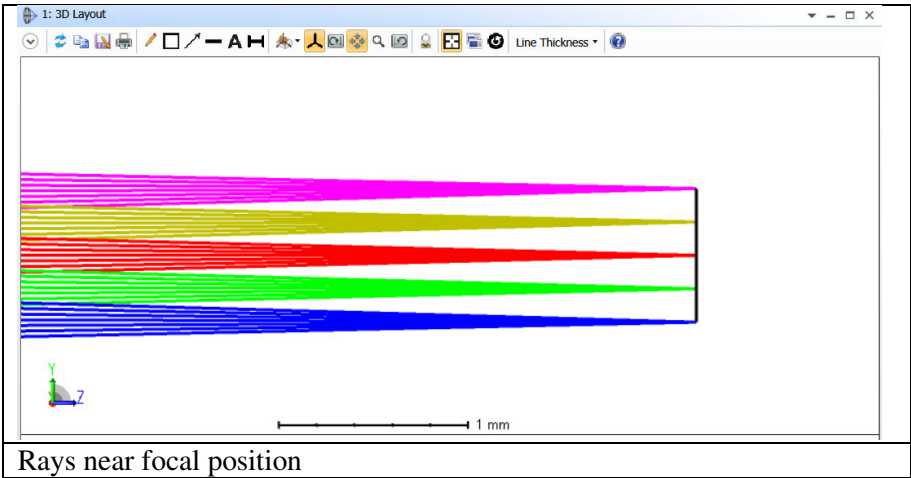 1: 3D Layout
A
Line Thickness
Y
Z
1 mm
Rays near focal position